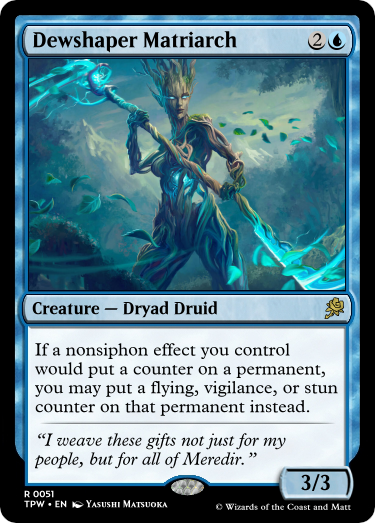 Dewshaper Matriarch 2
Creature — Dryad Druid
If a nonsiphon effect you control
would put a counter on a permanent,
you may put a flying, vigilance, or stun
counter on that permanent instead.
“I weave these gifts not just for my
people, but for all of Meredir.”
3/3
R 0051
TPW • EN Yasushi Matsuoka
© Wizards of the Coast and Matt